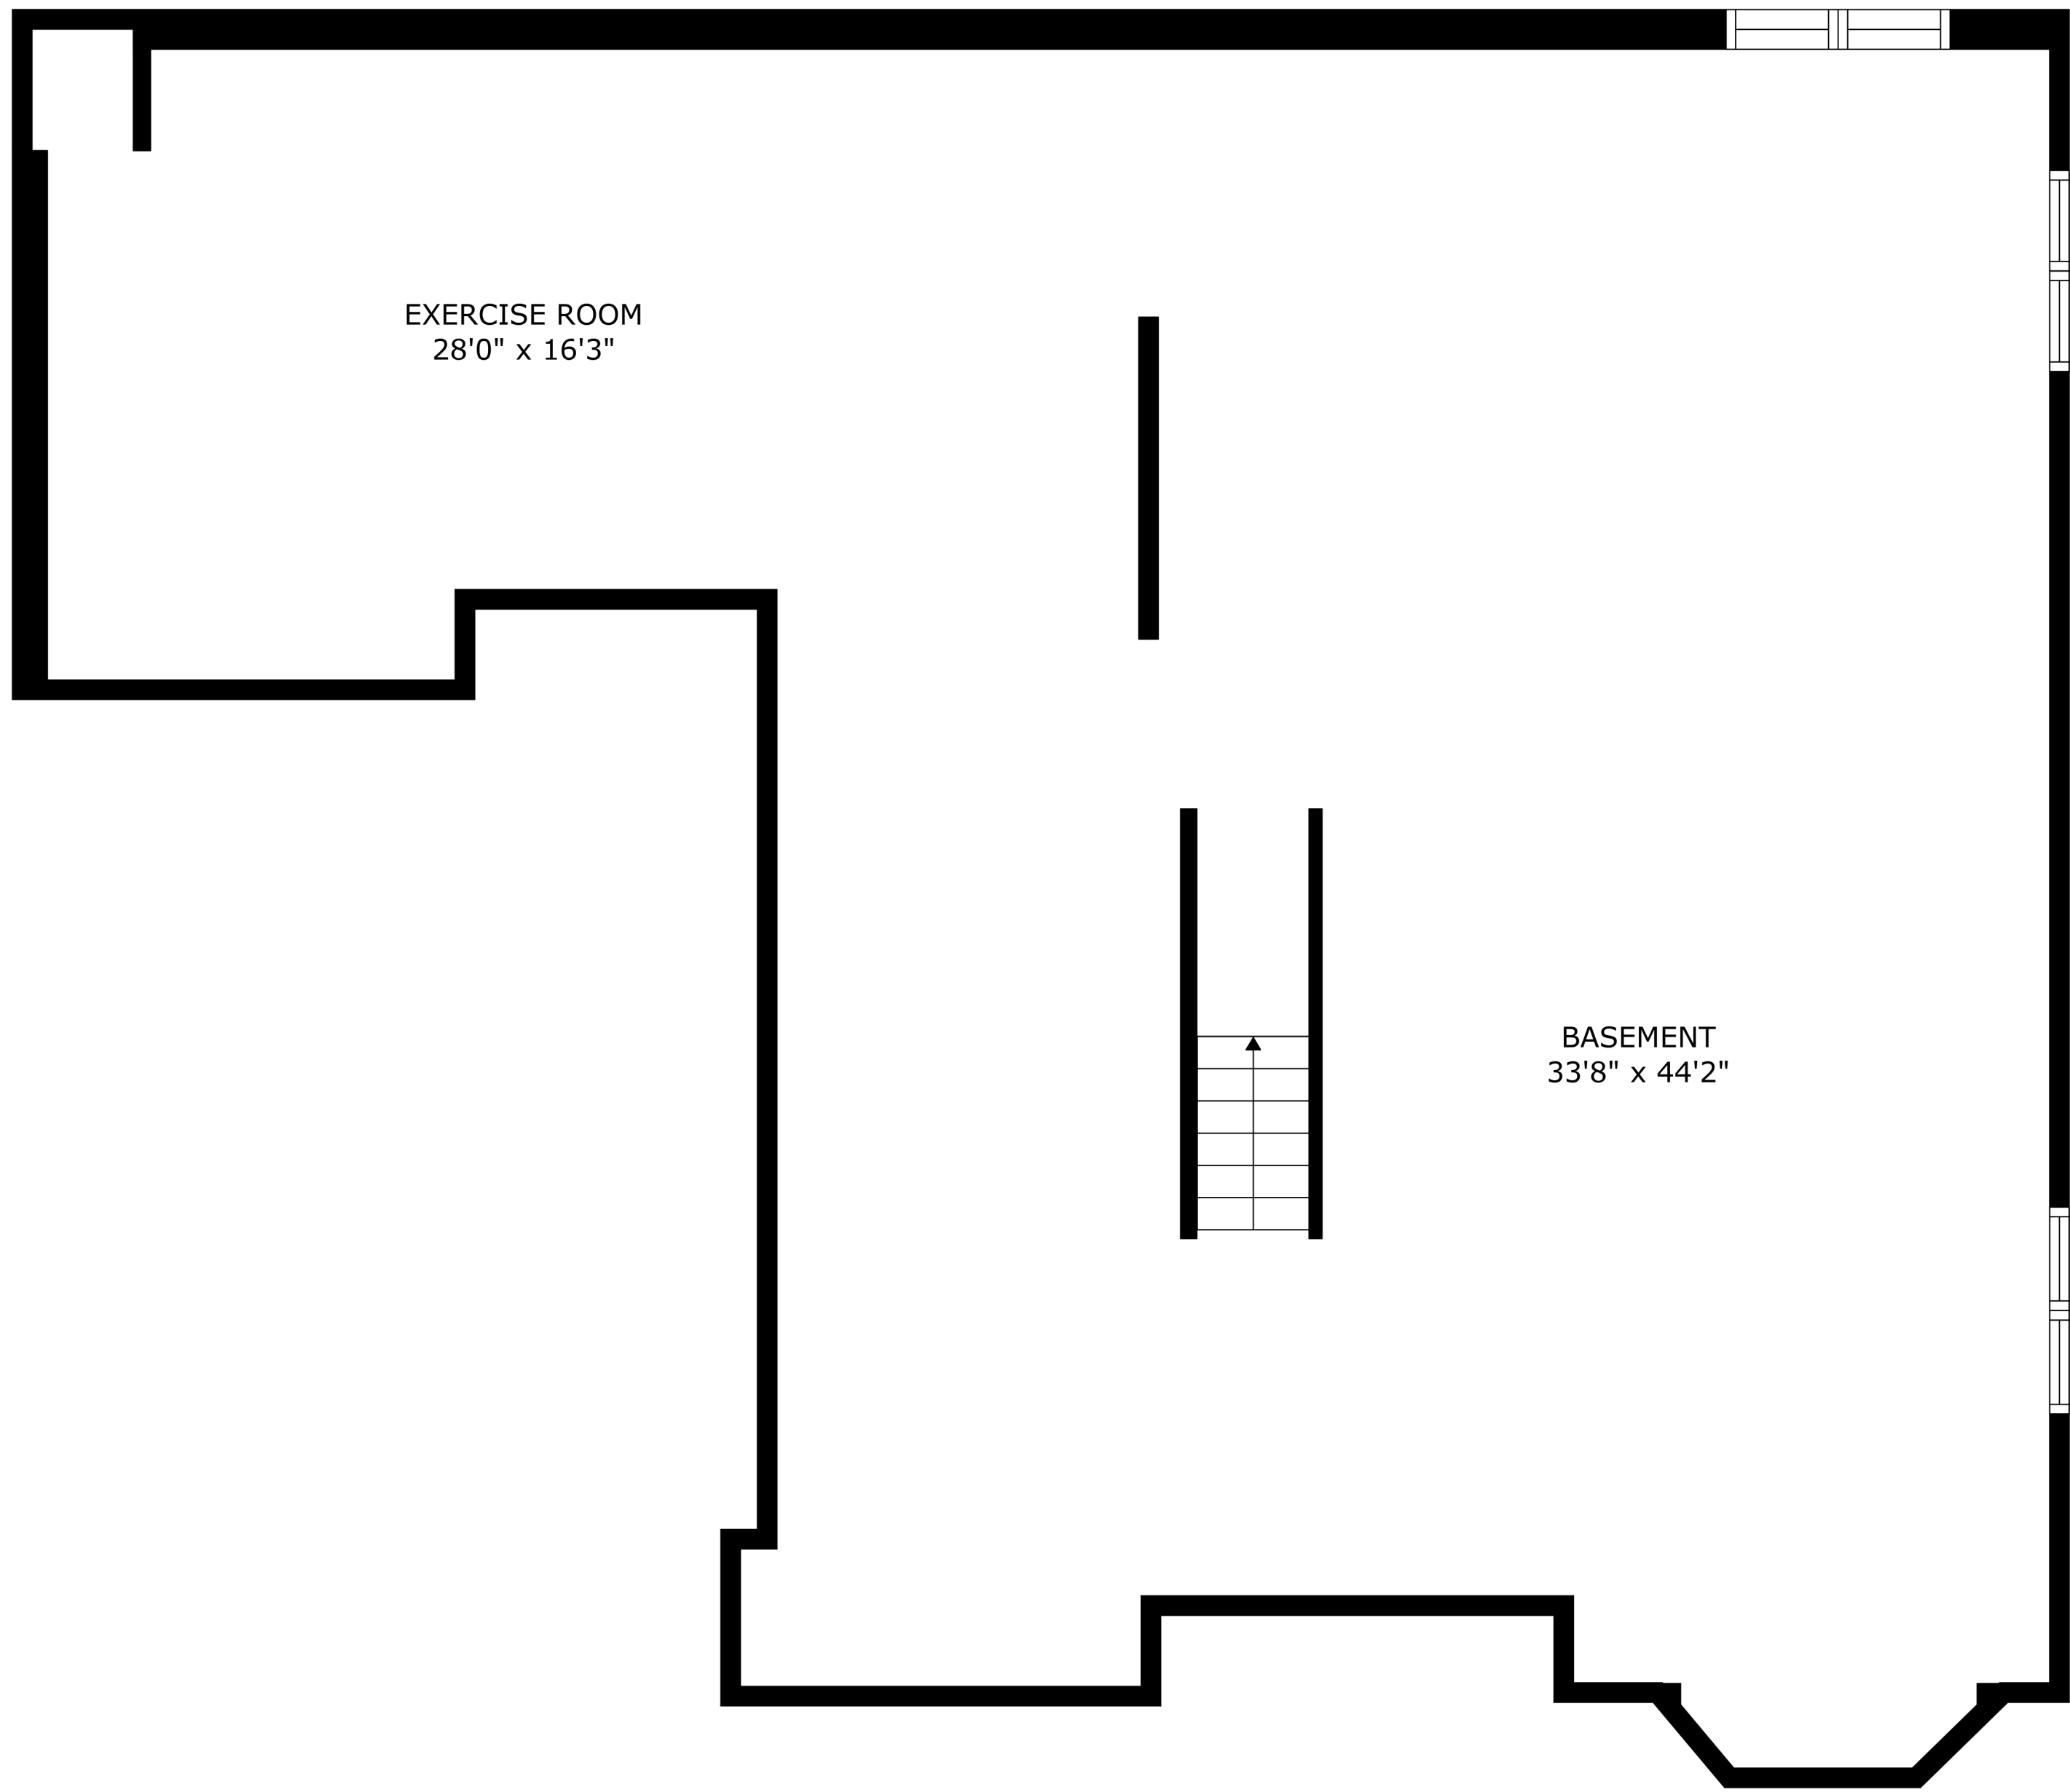 EXERCISE ROOM
28'0" x 16'3"
BASEMENT
33'8" x 44'2"